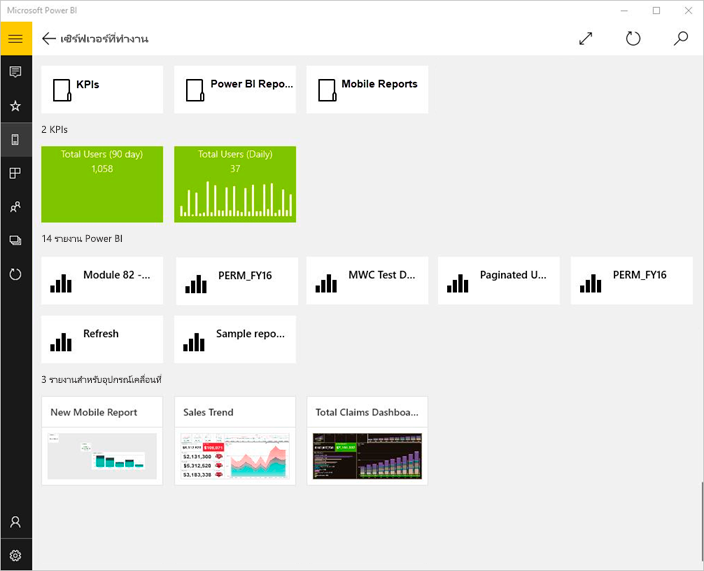 Microsoft Power BI
เซิร์ฟเวอร์ที่ทำงาน
KPIs
Power BI Repo...
Mobile Reports
2 KPIs
Total Users (90 day)
1,058
Total Users (Daily)
37
14 รายงาน Power BI
Module 82 -...
PERM_FY16
MWC Test D...
Paginated U...
PERM_FY16
Refresh
Sample repo...
3 รายงานสำหรับอุปกรณ์เคลื่อนที่
New Mobile Report
Sales Trend
Total Claims Dashboa...
$2,131,300
$6,312,628
$3,183,338